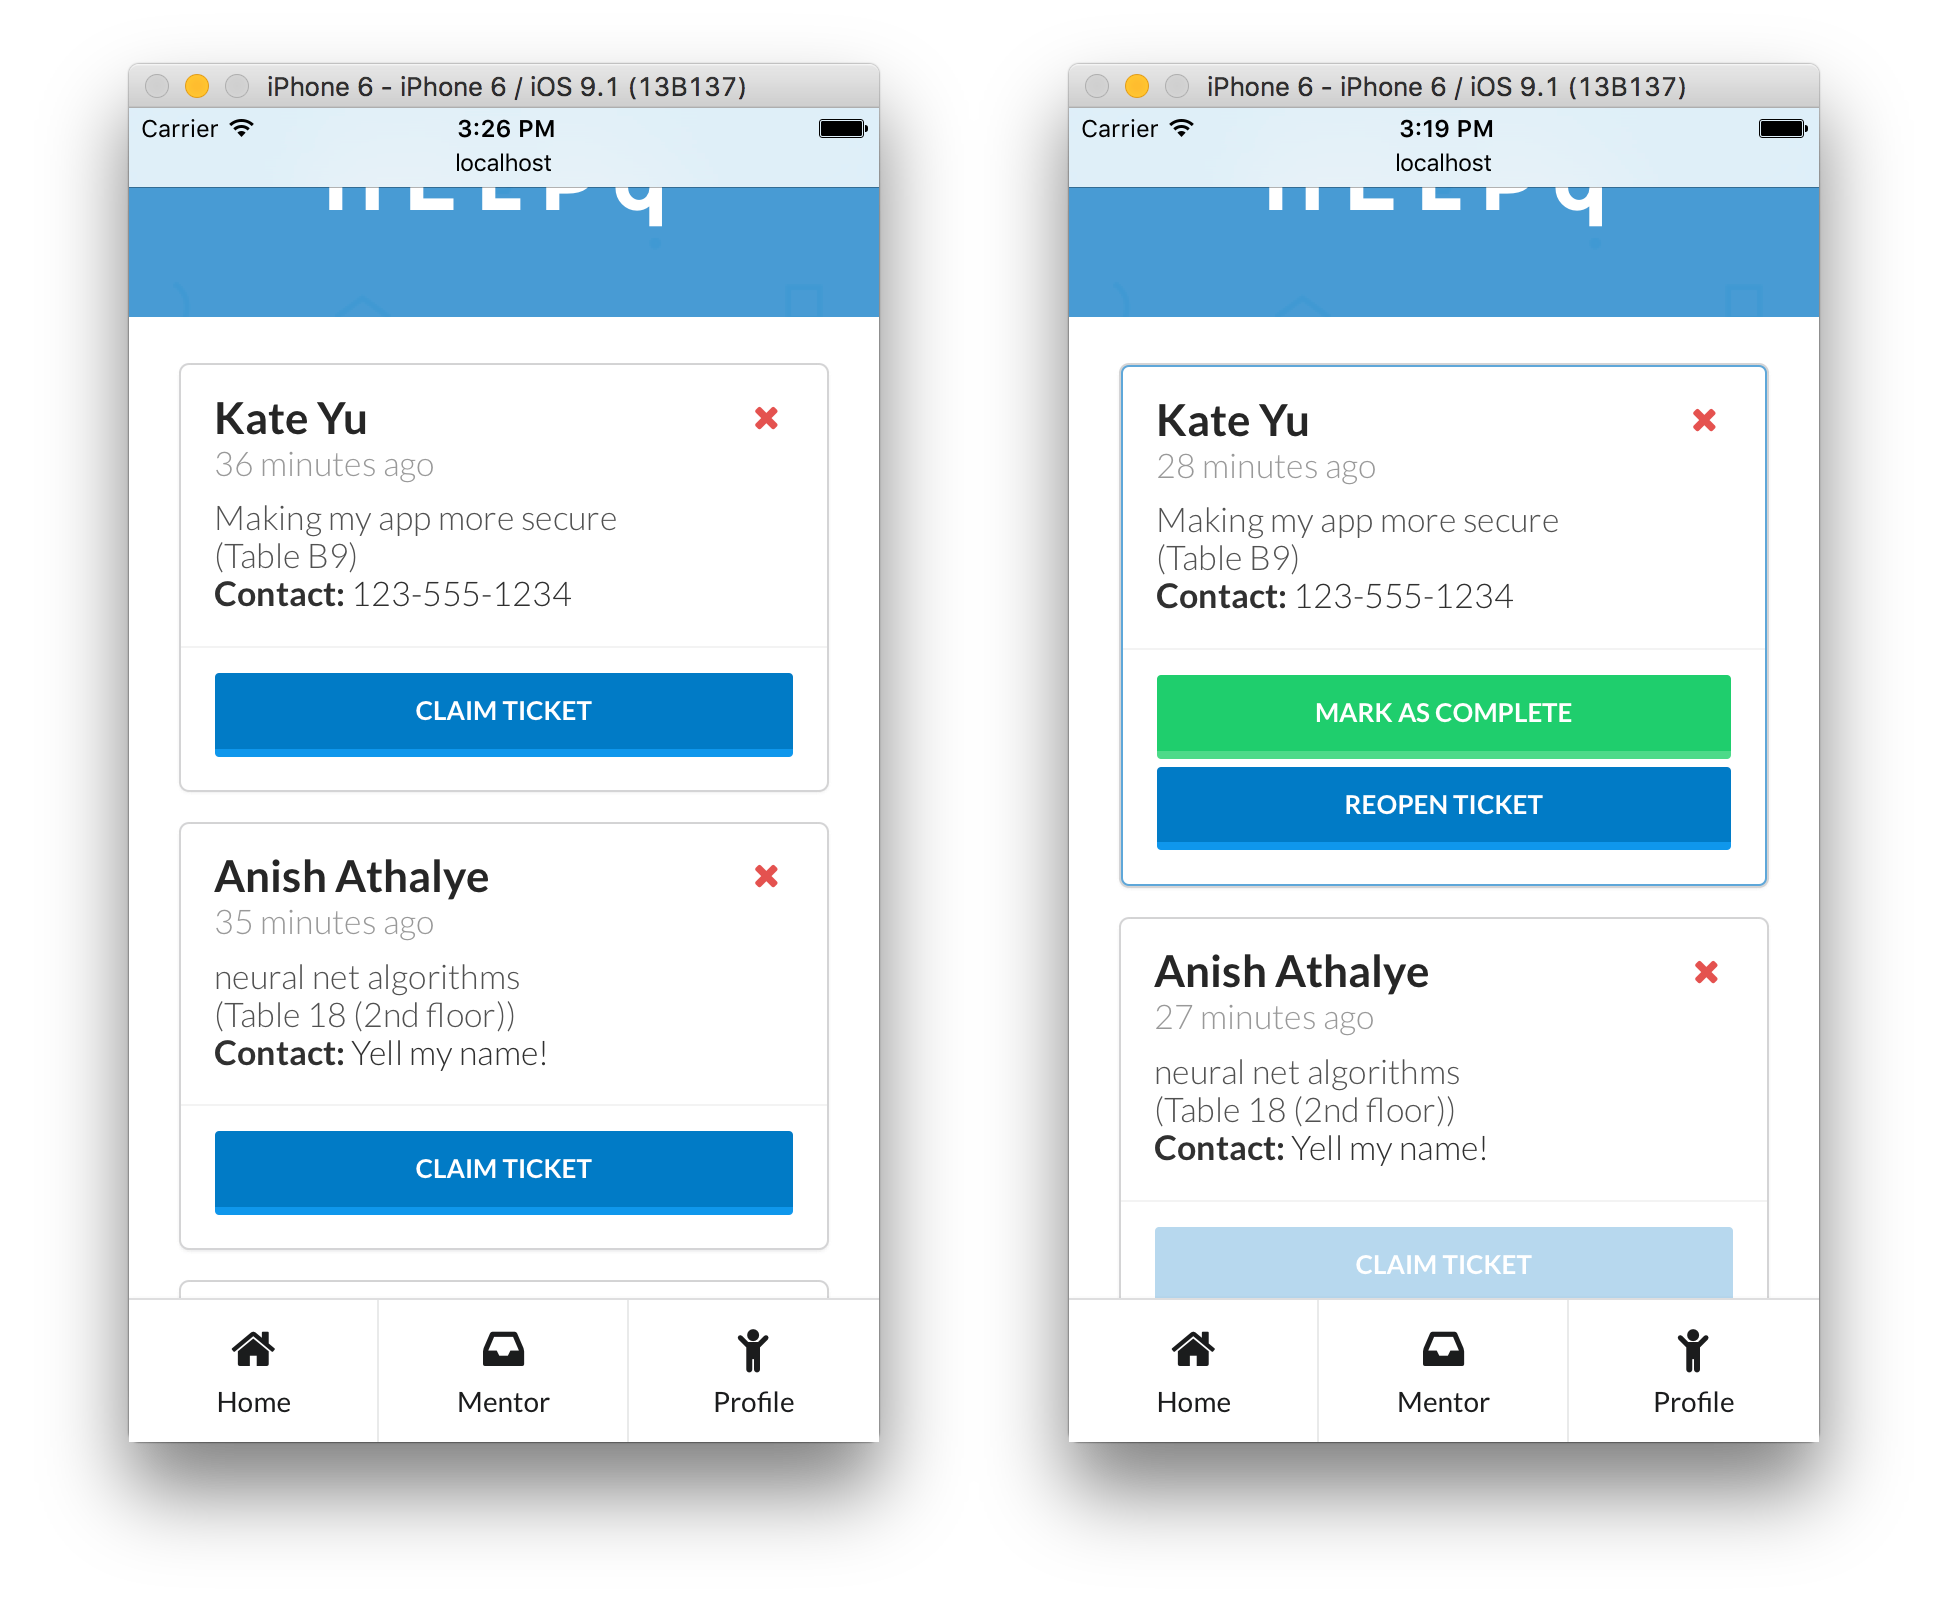 iPhone 6 - iPhone 6 / iOS 9.1 (13B137)
Carrier 3:26 PM
localhost
HELPq
Kate Yu
36 minutes ago
Making my app more secure
(Table B9)
Contact: 123-555-1234
CLAIM TICKET
Anish Athalye
35 minutes ago
neural net algorithms
(Table 18 (2nd floor))
Contact: Yell my name!
CLAIM TICKET
Home Mentor Profile
iPhone 6 - iPhone 6 / iOS 9.1 (13B137)
Carrier 3:19 PM
localhost
HELPq
Kate Yu
28 minutes ago
Making my app more secure
(Table B9)
Contact: 123-555-1234
MARK AS COMPLETE
REOPEN TICKET
Anish Athalye
27 minutes ago
neural net algorithms
(Table 18 (2nd floor))
Contact: Yell my name!
CLAIM TICKET
Home Mentor Profile